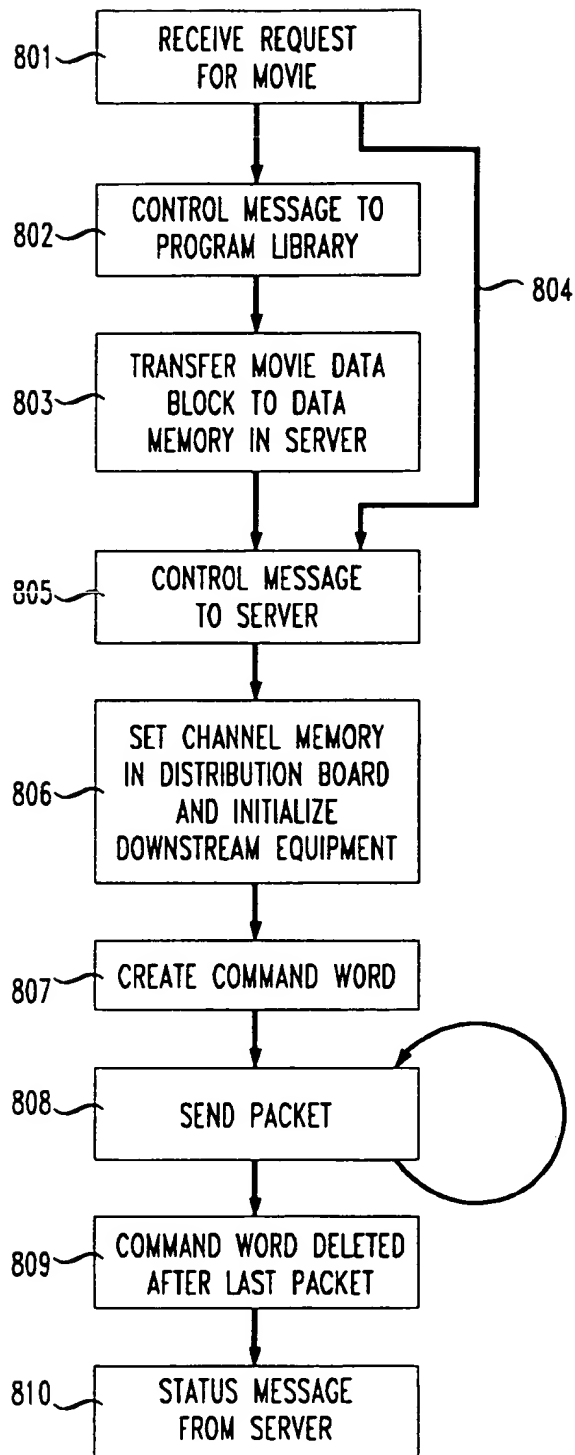 801
RECEIVE REQUEST
FOR MOVIE
802
CONTROL MESSAGE TO
PROGRAM LIBRARY
804
803
TRANSFER MOVIE DATA
BLOCK TO DATA
MEMORY IN SERVER
805
CONTROL MESSAGE
TO SERVER
806
SET CHANNEL MEMORY
IN DISTRIBUTION BOARD
AND INITIALIZE
DOWNSTREAM EQUIPMENT
807
CREATE COMMAND WORD
808
SEND PACKET
809
COMMAND WORD DELETED
AFTER LAST PACKET
810
STATUS MESSAGE
FROM SERVER